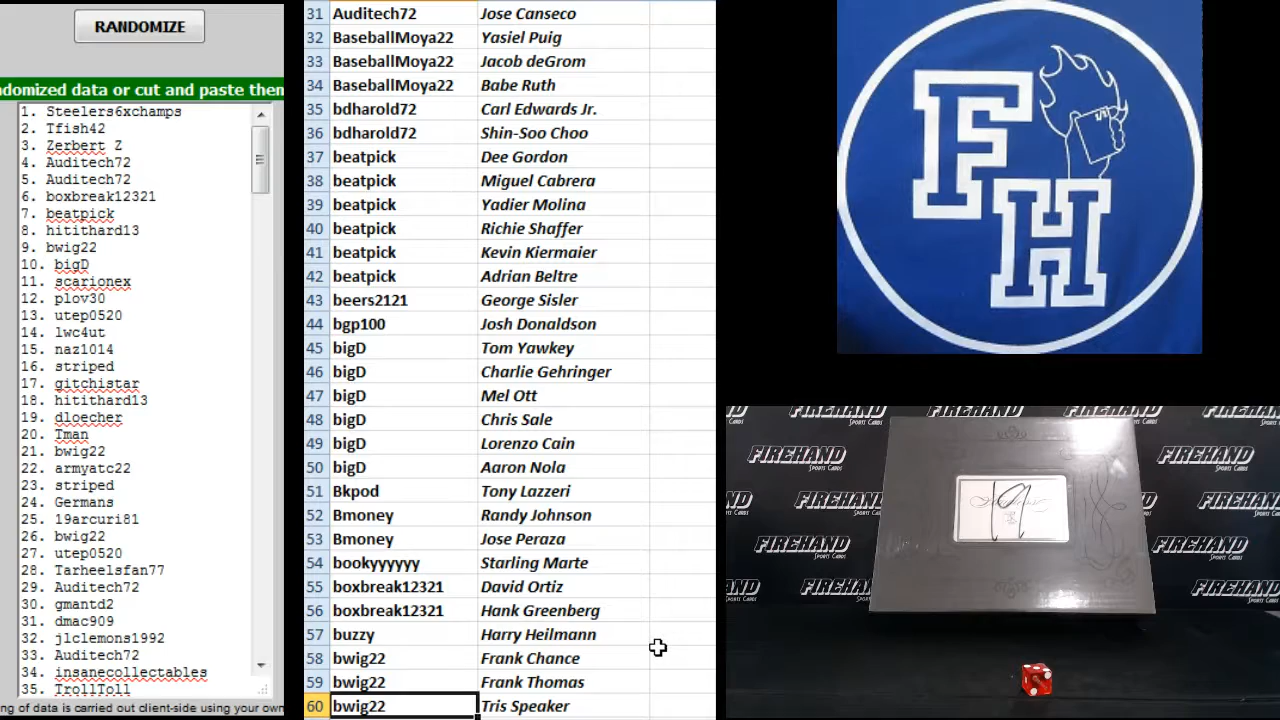 RANDOMIZE
ndomized data or cut and paste then
1. Steelers6xchamps
2. Tfish42
3. Zerbert Z
4. Auditech72
5. Auditech72
6. boxbreak12321
7. beatpick
8. hitithard13
9. bwig22
10. bigD
11. scarionex
12. plov30
13. utep0520
14. lwc4ut
15. naz1014
16. striped
17. gitchistar
18. hitithard13
19. dloecher
20. Tman
21. bwig22
22. armyatc22
23. striped
24. Germans
25. 19arcuri81
26. bwig22
27. utep0520
28. Tarheelsfan77
29. Auditech72
30. gmantd2
31. dmac909
32. jlclemons1992
33. Auditech72
34. insanecollectables
35. TrollToll
ng of data is carried out client-side using your own
31 Auditech72 Jose Canseco
32 BaseballMoya22 Yasiel Puig
33 BaseballMoya22 Jacob deGrom
34 BaseballMoya22 Babe Ruth
35 bdharold72 Carl Edwards Jr.
36 bdharold72 Shin-Soo Choo
37 beatpick Dee Gordon
38 beatpick Miguel Cabrera
39 beatpick Yadier Molina
40 beatpick Richie Shaffer
41 beatpick Kevin Kiermaier
42 beatpick Adrian Beltre
43 beers2121 George Sisler
44 bgp100 Josh Donaldson
45 bigD Tom Yawkey
46 bigD Charlie Gehringer
47 bigD Mel Ott
48 bigD Chris Sale
49 bigD Lorenzo Cain
50 bigD Aaron Nola
51 Bkpod Tony Lazzeri
52 Bmoney Randy Johnson
53 Bmoney Jose Peraza
54 bookyyyyyy Starling Marte
55 boxbreak12321 David Ortiz
56 boxbreak12321 Hank Greenberg
57 buzzy Harry Heilmann
58 bwig22 Frank Chance
59 bwig22 Frank Thomas
60 bwig22 Tris Speaker
FH
FIREHAND
SPORTS CARDS
19